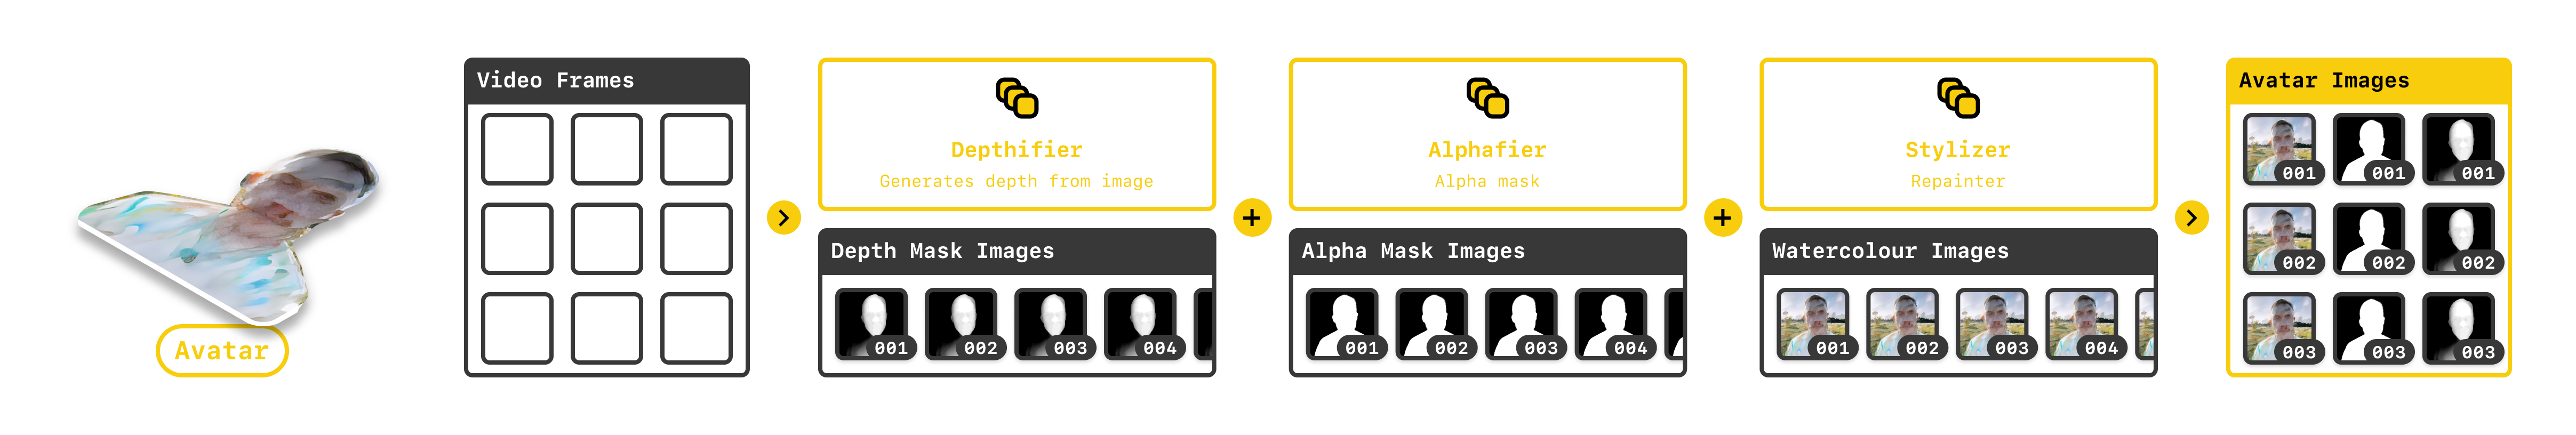 Avatar
Video Frames
Depthifier
Generates depth from image
Depth Mask Images
001
002
003
004
Alphafier
Alpha mask
Alpha Mask Images
001
002
003
004
Stylizer
Repainter
Watercolour Images
001
002
003
004
Avatar Images
001 001 001
002 002 002
003 003 003